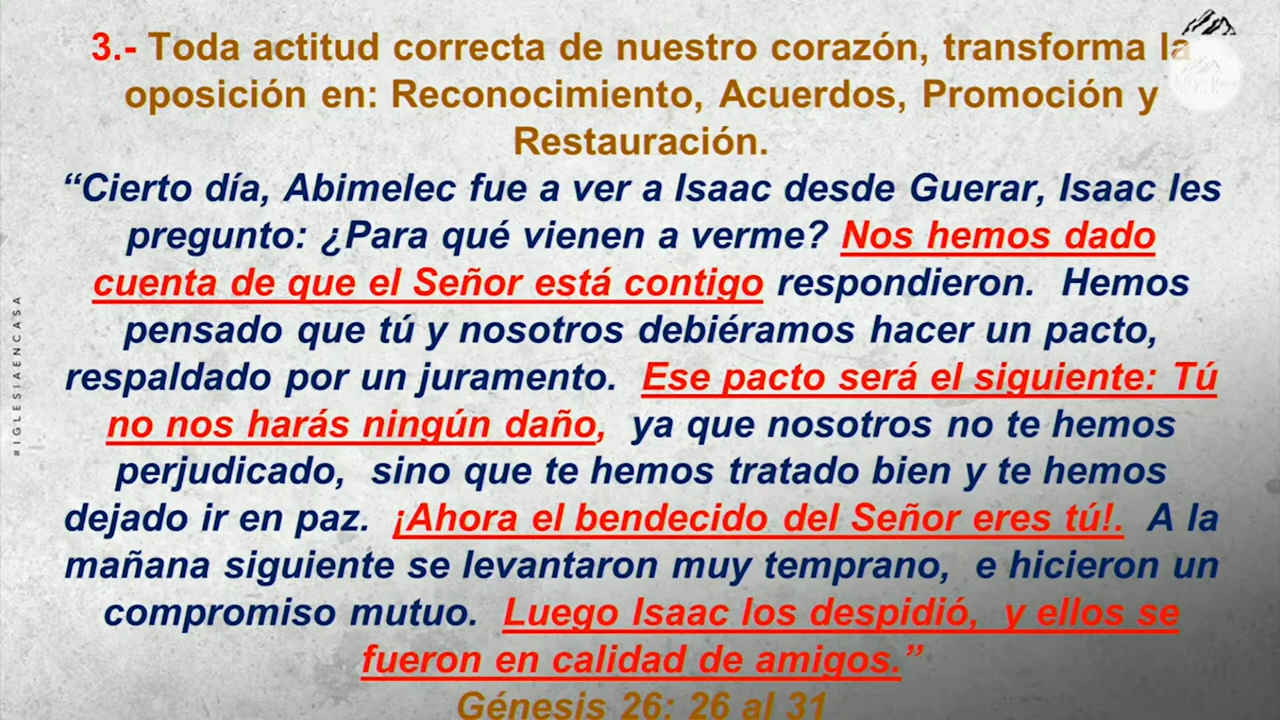 3.- Toda actitud correcta de nuestro corazón, transforma la
oposición en: Reconocimiento, Acuerdos, Promoción y
Restauración.
“Cierto día, Abimelec fue a ver a Isaac desde Guerar, Isaac les
pregunto: ¿Para qué vienen a verme? Nos hemos dado
cuenta de que el Señor está contigo respondieron. Hemos
pensado que tú y nosotros debiéramos hacer un pacto,
respaldado por un juramento. Ese pacto será el siguiente: Tú
no nos harás ningún daño, ya que nosotros no te hemos
perjudicado, sino que te hemos tratado bien y te hemos
dejado ir en paz. ¡Ahora el bendecido del Señor eres tú!. A la
mañana siguiente se levantaron muy temprano, e hicieron un
compromiso mutuo. Luego Isaac los despidió, y ellos se
fueron en calidad de amigos.”
Génesis 26: 26 al 31
#IGLESIAENCASA